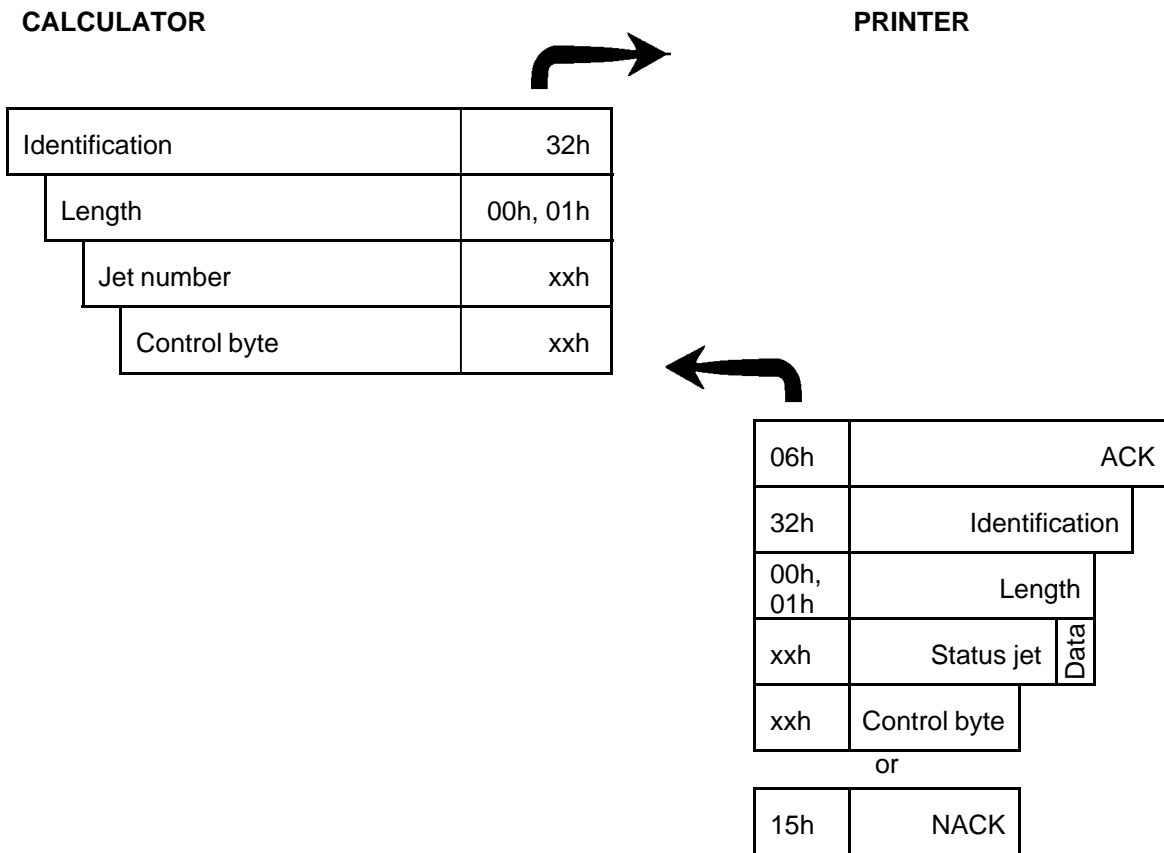 CALCULATOR PRINTER
Identification 32h
Length 00h, 01h
Jet number xxh
Control byte xxh
06h ACK
32h Identification
00h,
01h Length
xxh Status jet Data
xxh Control byte
or
15h NACK